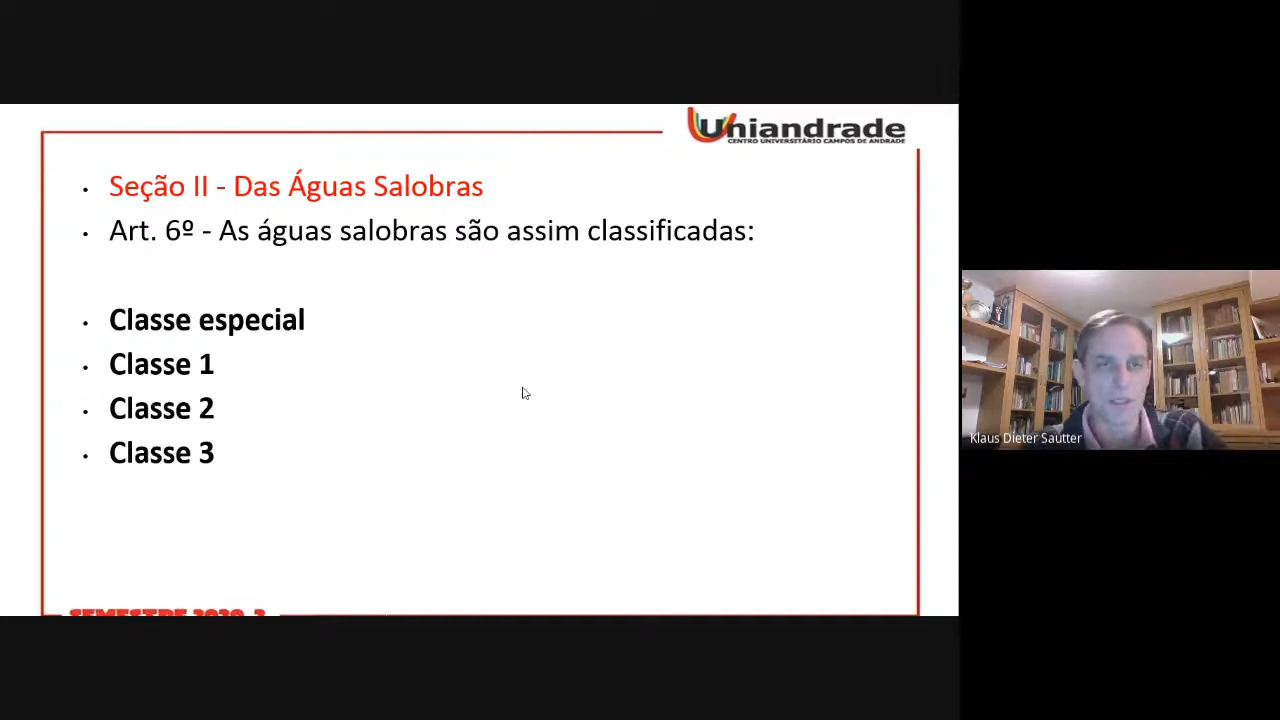 Uniandrade
CENTRO UNIVERSITÁRIO CAMPOS DE ANDRADE
Seção II - Das Águas Salobras
Art. 6º - As águas salobras são assim classificadas:
Classe especial
Classe 1
Classe 2
Classe 3
Klaus Dieter Sautter
SEMESTRE 2020-2